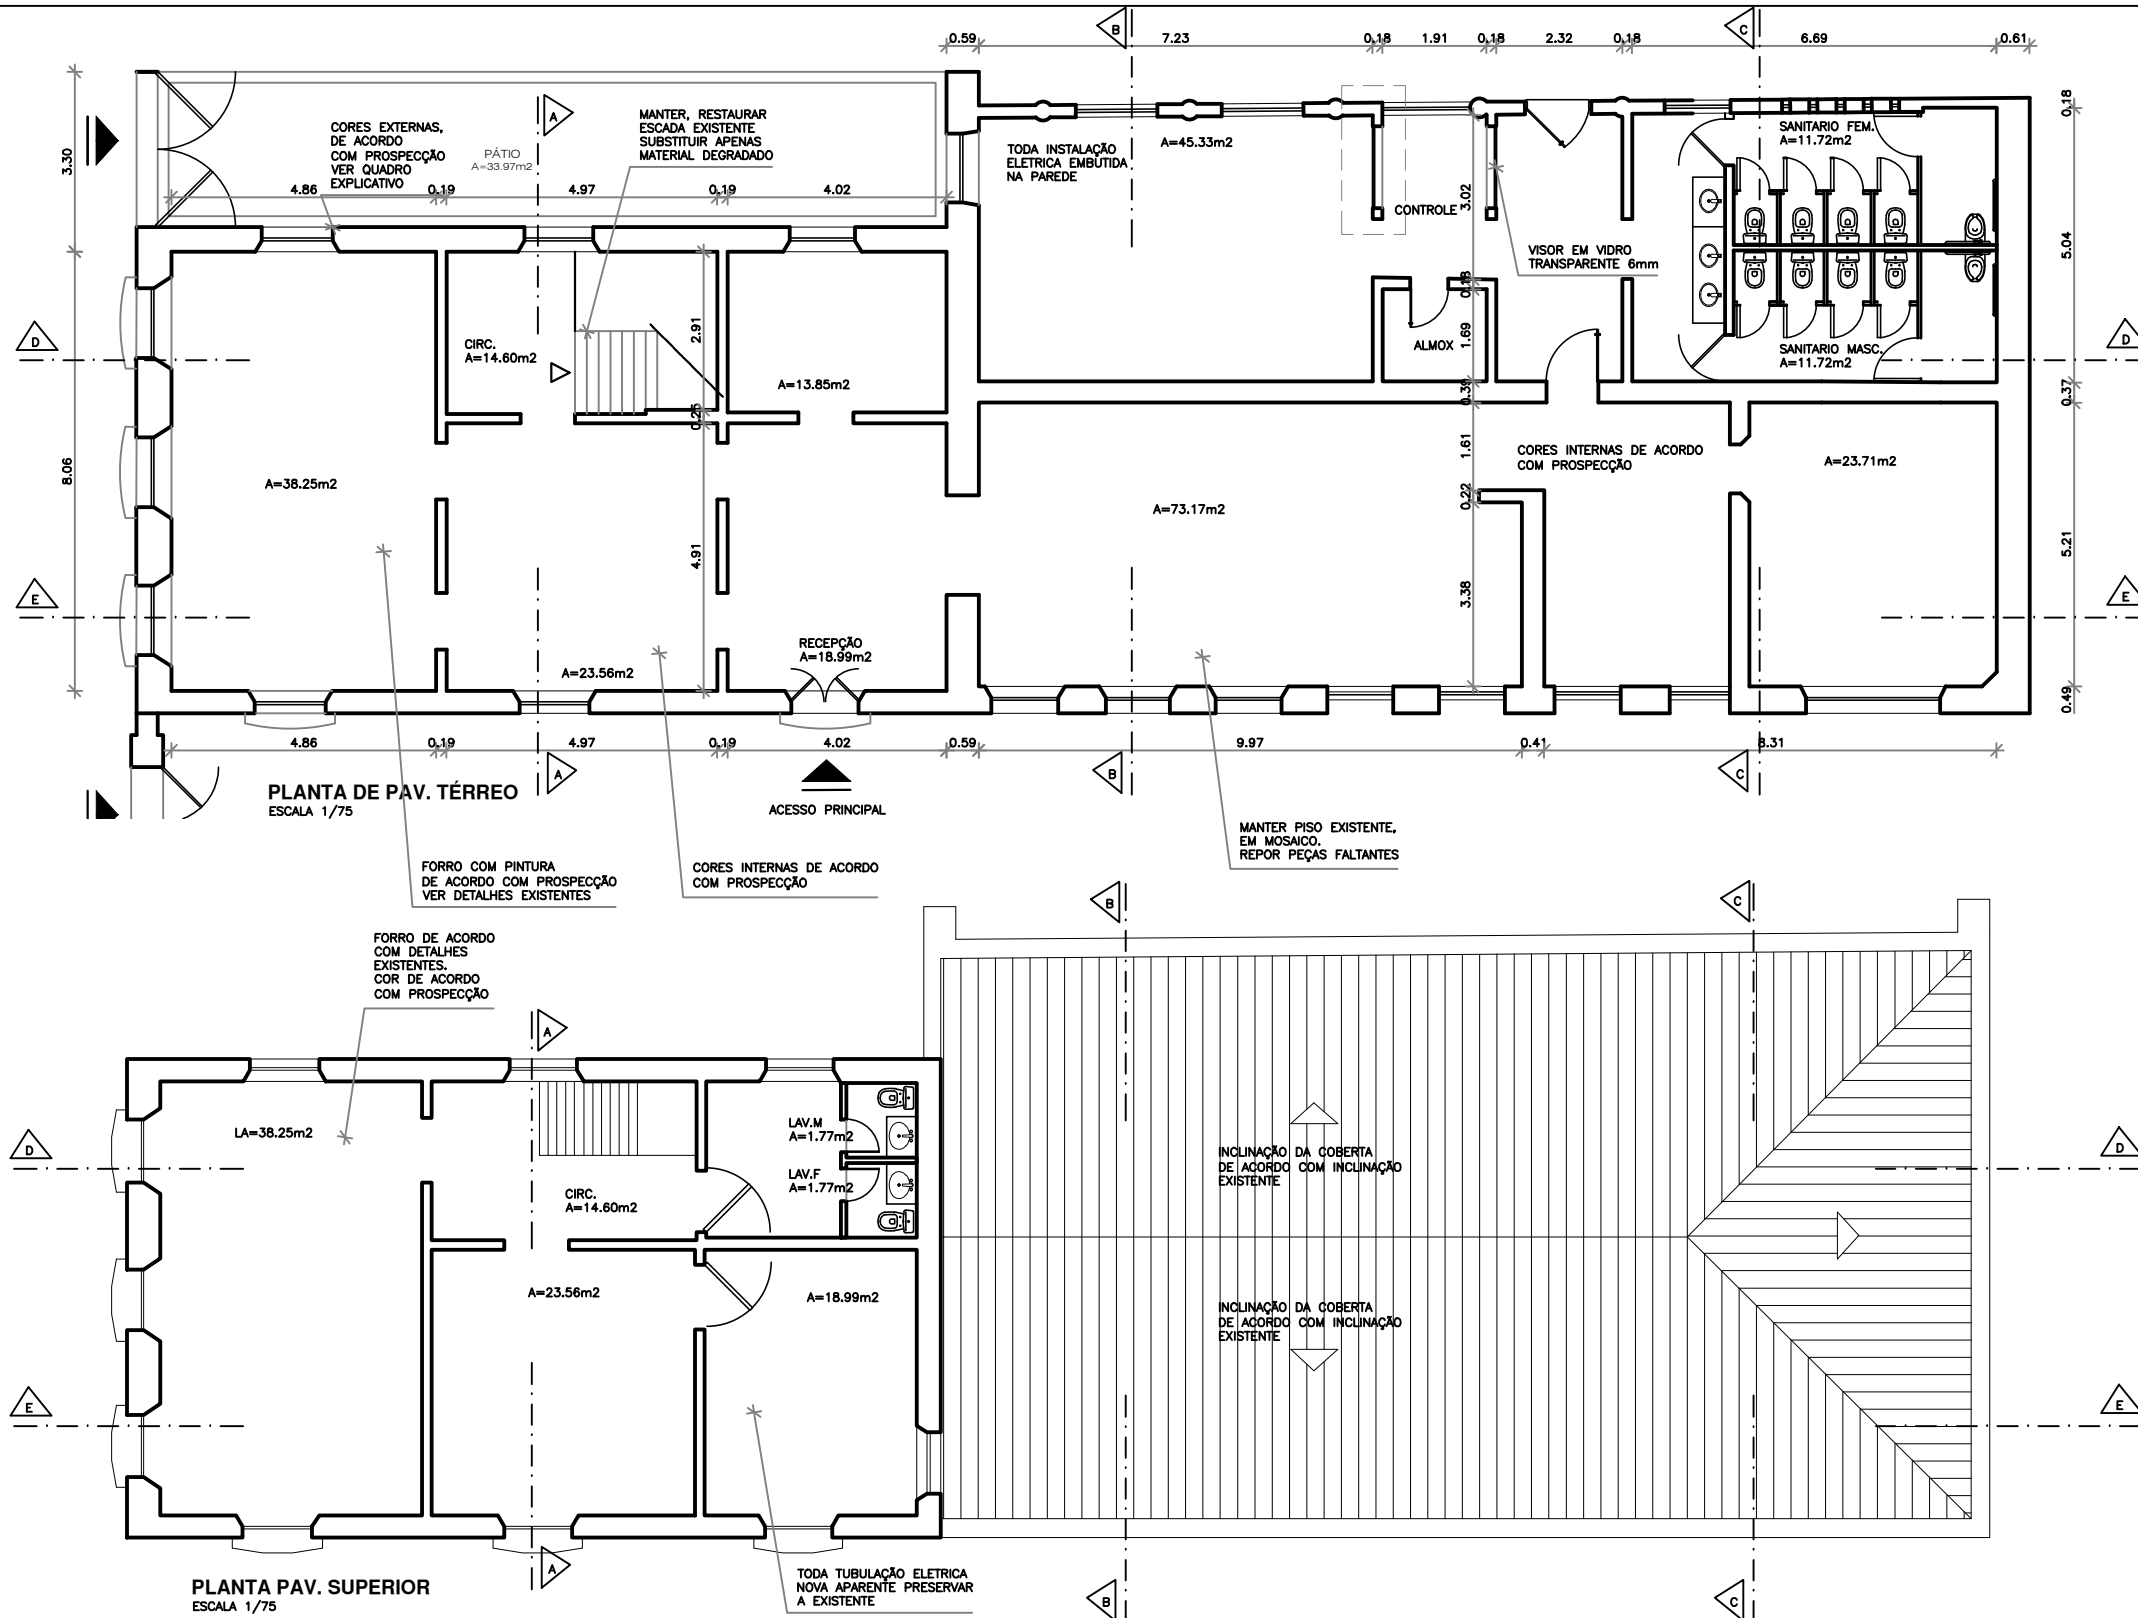 B
C
0.59
7.23
0.18
1.91
0.18
2.32
0.18
6.69
0.61
3.30
8.06
CORES EXTERNAS,
DE ACORDO
COM PROSPECÇÃO
VER QUADRO
EXPLICATIVO
PÁTIO
A=33.97m2
A
MANTER, RESTAURAR
ESCADA EXISTENTE
SUBSTITUIR APENAS
MATERIAL DEGRADADO
4.86
0.19
4.97
0.19
4.02
TODA INSTALAÇÃO
ELETRICA EMBUTIDA
NA PAREDE
A=45.33m2
CONTROLE
3.02
0.18
1.69
0.39
1.61
0.22
3.38
VISOR EM VIDRO
TRANSPARENTE 6mm
SANITARIO FEM.
A=11.72m2
SANITARIO MASC.
A=11.72m2
0.18
5.04
0.37
5.21
0.49
D
D
CIRC.
A=14.60m2
2.91
0.25
4.91
A=13.85m2
ALMOX
A=38.25m2
A=73.17m2
CORES INTERNAS DE ACORDO
COM PROSPECÇÃO
A=23.71m2
E
E
RECEPÇÃO
A=18.99m2
A=23.56m2
4.86
0.19
4.97
0.19
4.02
0.59
9.97
0.41
8.31
A
B
C
PLANTA DE PAV. TÉRREO
ESCALA 1/75
ACESSO PRINCIPAL
MANTER PISO EXISTENTE,
EM MOSAICO.
REPOR PEÇAS FALTANTES
FORRO COM PINTURA
DE ACORDO COM PROSPECÇÃO
VER DETALHES EXISTENTES
CORES INTERNAS DE ACORDO
COM PROSPECÇÃO
B
C
FORRO DE ACORDO
COM DETALHES
EXISTENTES.
COR DE ACORDO
COM PROSPECÇÃO
A
LA=38.25m2
LAV.M
A=1.77m2
LAV.F
A=1.77m2
D
D
CIRC.
A=14.60m2
INCLINAÇÃO DA COBERTA
DE ACORDO COM INCLINAÇÃO
EXISTENTE
A=23.56m2
A=18.99m2
INCLINAÇÃO DA COBERTA
DE ACORDO COM INCLINAÇÃO
EXISTENTE
E
E
A
B
C
TODA TUBULAÇÃO ELETRICA
NOVA APARENTE PRESERVAR
A EXISTENTE
PLANTA PAV. SUPERIOR
ESCALA 1/75